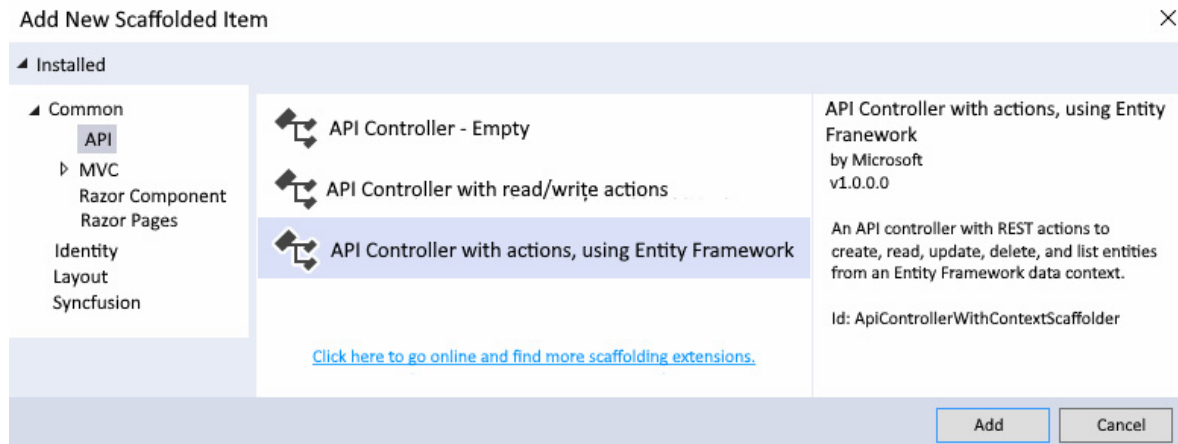 Add New Scaffolded Item
Installed
Common
API
MVC
Razor Component
Razor Pages
Identity
Layout
Syncfusion
API Controller - Empty
API Controller with read/write actions
API Controller with actions, using Entity Framework
Click here to go online and find more scaffolding extensions.
API Controller with actions, using Entity
Franework
by Microsoft
v1.0.0.0
An API controller with REST actions to
create, read, update, delete, and list entities
from an Entity Framework data context.
Id: ApiControllerWithContextScaffolder
Add
Cancel